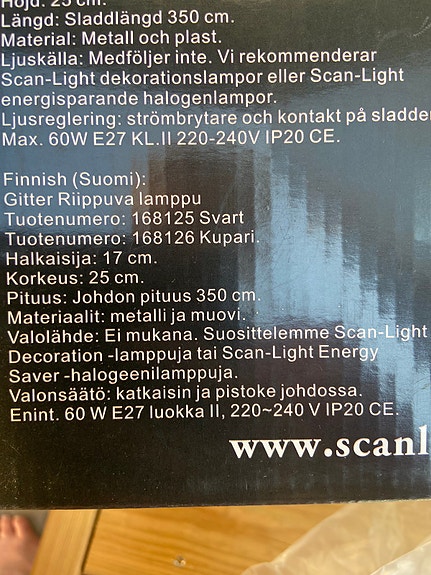 Höjd: 25 cm.
Längd: Sladdlängd 350 cm.
Material: Metall och plast.
Ljuskälla: Medföljer inte. Vi rekommenderar
Scan-Light dekorationslampor eller Scan-Light
energisparande halogenlampor.
Ljusreglering: strömbrytare och kontakt på sladden
Max. 60W E27 KL.II 220-240V IP20 CE.
Finnish (Suomi):
Gitter Riippuva lamppu
Tuotenumero: 168125 Svart
Tuotenumero: 168126 Kupari.
Halkaisija: 17 cm.
Korkeus: 25 cm.
Pituus: Johdon pituus 350 cm.
Materiaalit: metalli ja muovi.
Valolähde: Ei mukana. Suosittelemme Scan-Light
Decoration -lamppuja tai Scan-Light Energy
Saver -halogeenilamppuja.
Valonsäätö: katkaisin ja pistoke johdossa.
Enint. 60 W E27 luokka II, 220~240 V IP20 CE.
www.scanl